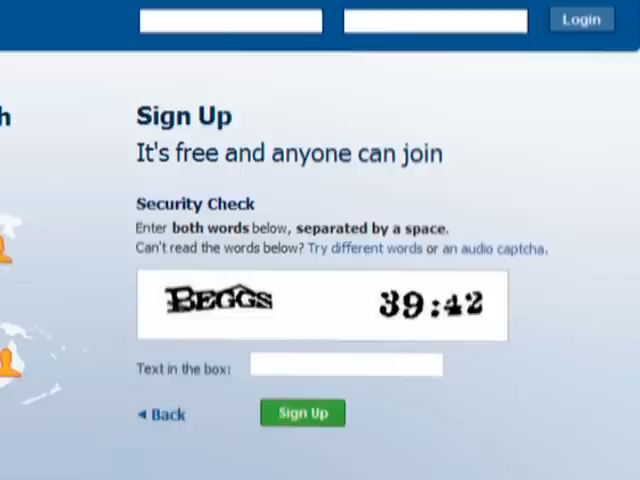 Login
h
Sign Up
It's free and anyone can join
Security Check
Enter both words below, separated by a space.
Can't read the words below? Try different words or an audio captcha.
BEGGS 39:42
Text in the box:
Back
Sign Up